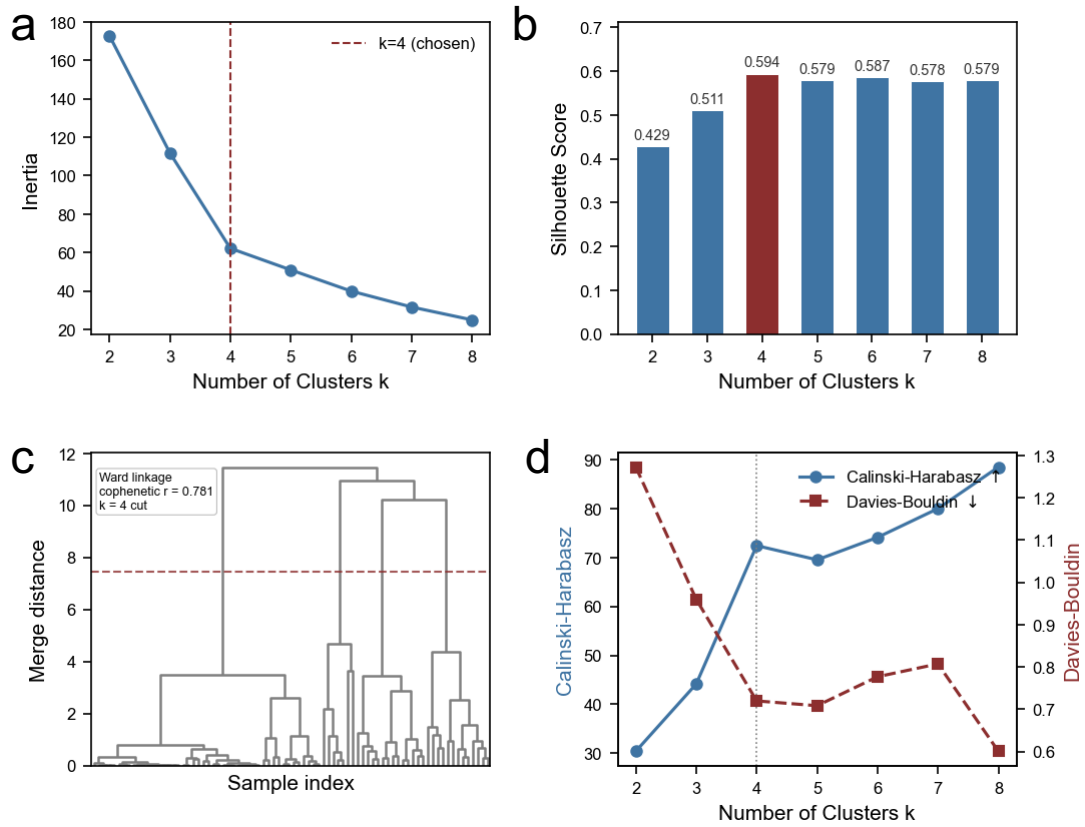 a
180
160
140
120
100
80
60
40
20
Inertia
k=4 (chosen)
2 3 4 5 6 7 8
Number of Clusters k
b
0.7
0.6
0.5
0.4
0.3
0.2
0.1
0.0
Silhouette Score
0.429 0.511 0.594 0.579 0.587 0.578 0.579
2 3 4 5 6 7 8
Number of Clusters k
c
12
10
8
6
4
2
0
Merge distance
Ward linkage
cophenetic r = 0.781
k = 4 cut
Sample index
d
90
80
70
60
50
40
30
Calinski-Harabasz
Calinski-Harabasz ↑
Davies-Bouldin ↓
1.3
1.2
1.1
1.0
0.9
0.8
0.7
0.6
Davies-Bouldin
2 3 4 5 6 7 8
Number of Clusters k